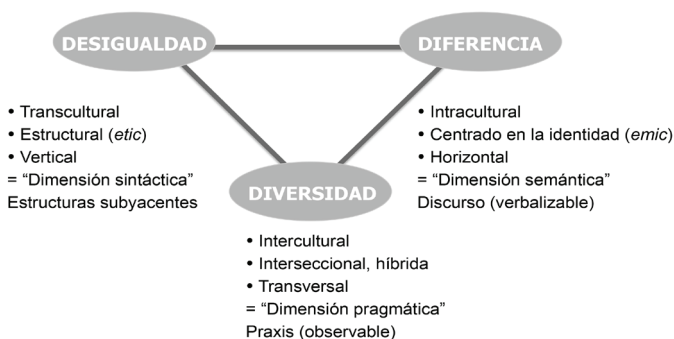 DESIGUALDAD
DIFERENCIA
• Transcultural
• Estructural (etic)
• Vertical
= “Dimensión sintáctica”
Estructuras subyacentes
• Intracultural
• Centrado en la identidad (emic)
• Horizontal
= “Dimensión semántica”
Discurso (verbalizable)
DIVERSIDAD
• Intercultural
• Interseccional, híbrida
• Transversal
= “Dimensión pragmática”
Praxis (observable)